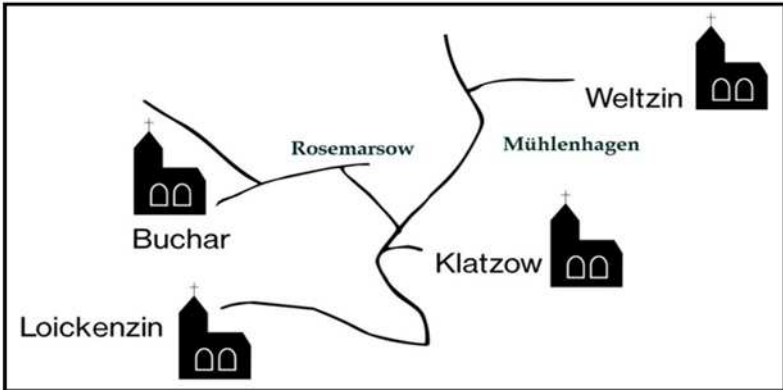 Weltzin
Rosemarsow
Mühlenhagen
Buchar
Klatzow
Loickenzin